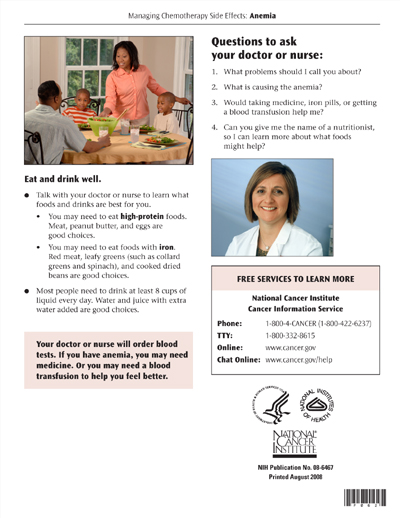 Managing Chemotherapy Side Effects: Anemia
Eat and drink well.
● Talk with your doctor or nurse to learn what
foods and drinks are best for you.
• You may need to eat high-protein foods.
Meat, peanut butter, and eggs are
good choices.
• You may need to eat foods with iron.
Red meat, leafy greens (such as collard
greens and spinach), and cooked dried
beans are good choices.
● Most people need to drink at least 8 cups of
liquid every day. Water and juice with extra
water added are good choices.
Your doctor or nurse will order blood
tests. If you have anemia, you may need
medicine. Or you may need a blood
transfusion to help you feel better.
Questions to ask
your doctor or nurse:
1. What problems should I call you about?
2. What is causing the anemia?
3. Would taking medicine, iron pills, or getting
a blood transfusion help me?
4. Can you give me the name of a nutritionist,
so I can learn more about what foods
might help?
FREE SERVICES TO LEARN MORE
National Cancer Institute
Cancer Information Service
Phone: 1-800-4-CANCER (1-800-422-6237)
TTY: 1-800-332-8615
Online: www.cancer.gov
Chat Online: www.cancer.gov/help
NATIONAL INSTITUTES
OF HEALTH
NATIONAL
CANCER
INSTITUTE
NIH Publication No. 08-6467
Printed August 2008